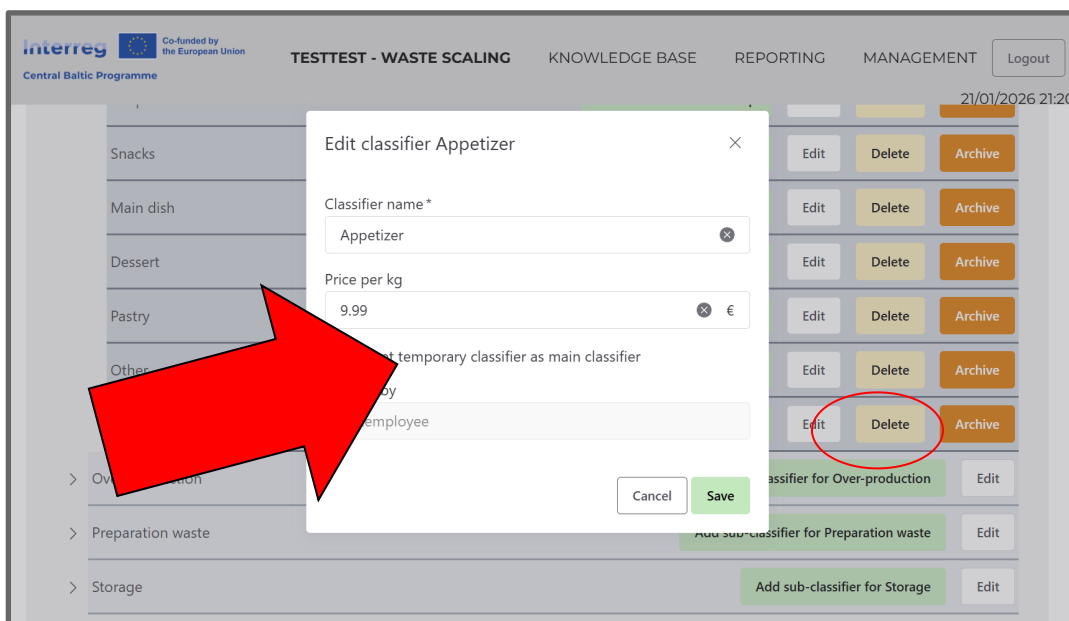 Interreg
Co-funded by
the European Union
Central Baltic Programme
TESTTEST - WASTE SCALING KNOWLEDGE BASE REPORTING MANAGEMENT Logout
21/01/2026 21:20
Edit classifier Appetizer
Snacks Edit Delete Archive
Classifier name*
Main dish Edit Delete Archive
Appetizer
Dessert Edit Delete Archive
Price per kg
9.99 €
Pastry Edit Delete Archive
temporary classifier as main classifier
Other Edit Delete Archive
by
employee
Edit Delete Archive
for Over-production Edit
Cancel Save
Preparation waste Add sub-classifier for Preparation waste Edit
Storage Add sub-classifier for Storage Edit